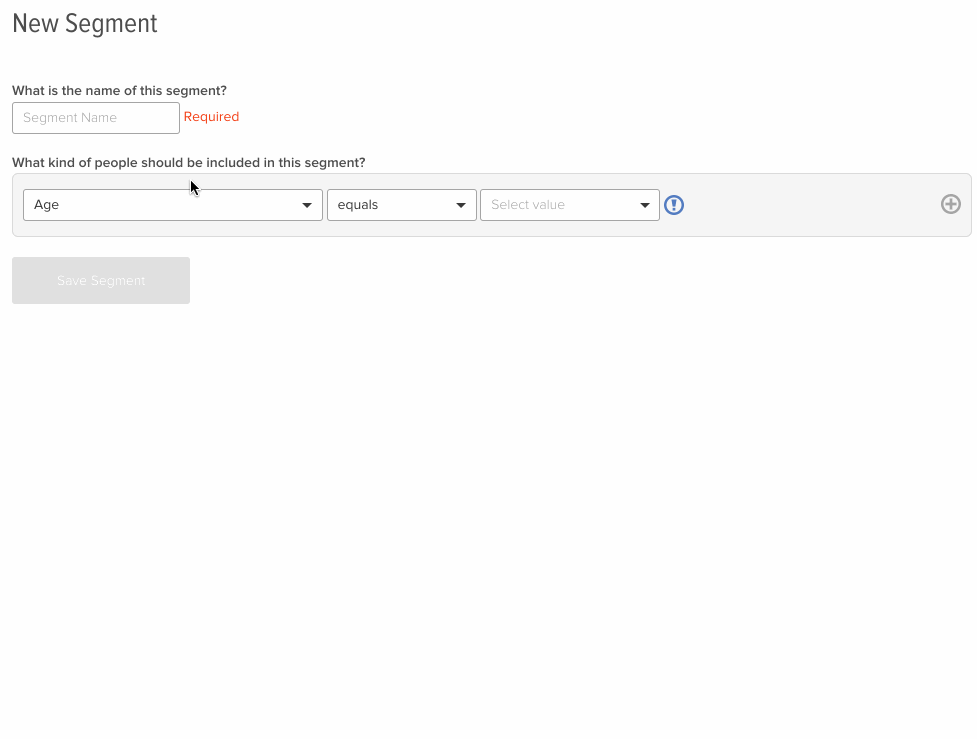 New Segment
What is the name of this segment?
Segment Name Required
What kind of people should be included in this segment?
Age equals Select value
Save Segment